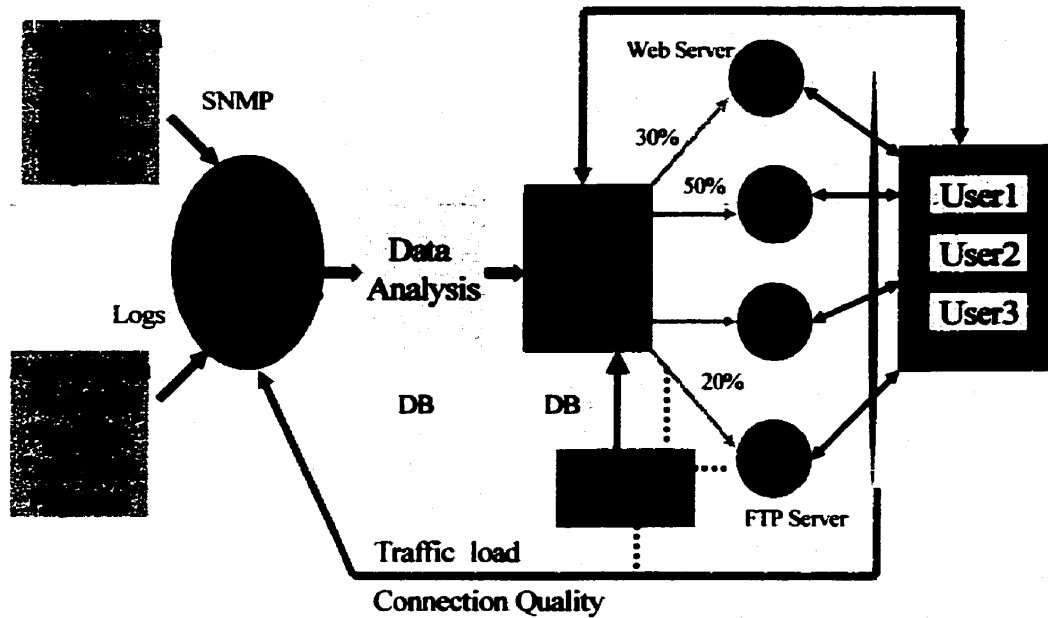 Web Server
SNMP
30%
50%
User1
Data
Analysis
User2
Logs
User3
20%
DB
DB
FTP Server
Traffic load
Connection Quality